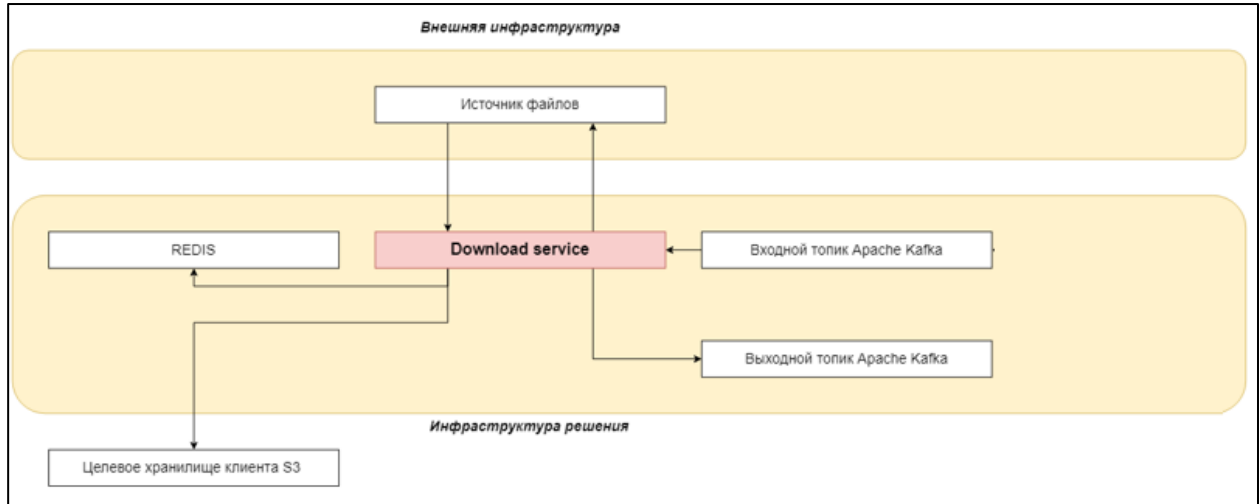 Внешняя инфраструктура
Источник файлов
REDIS
Download service
Входной топик Apache Kafka
Выходной топик Apache Kafka
Инфраструктура решения
Целевое хранилище клиента S3